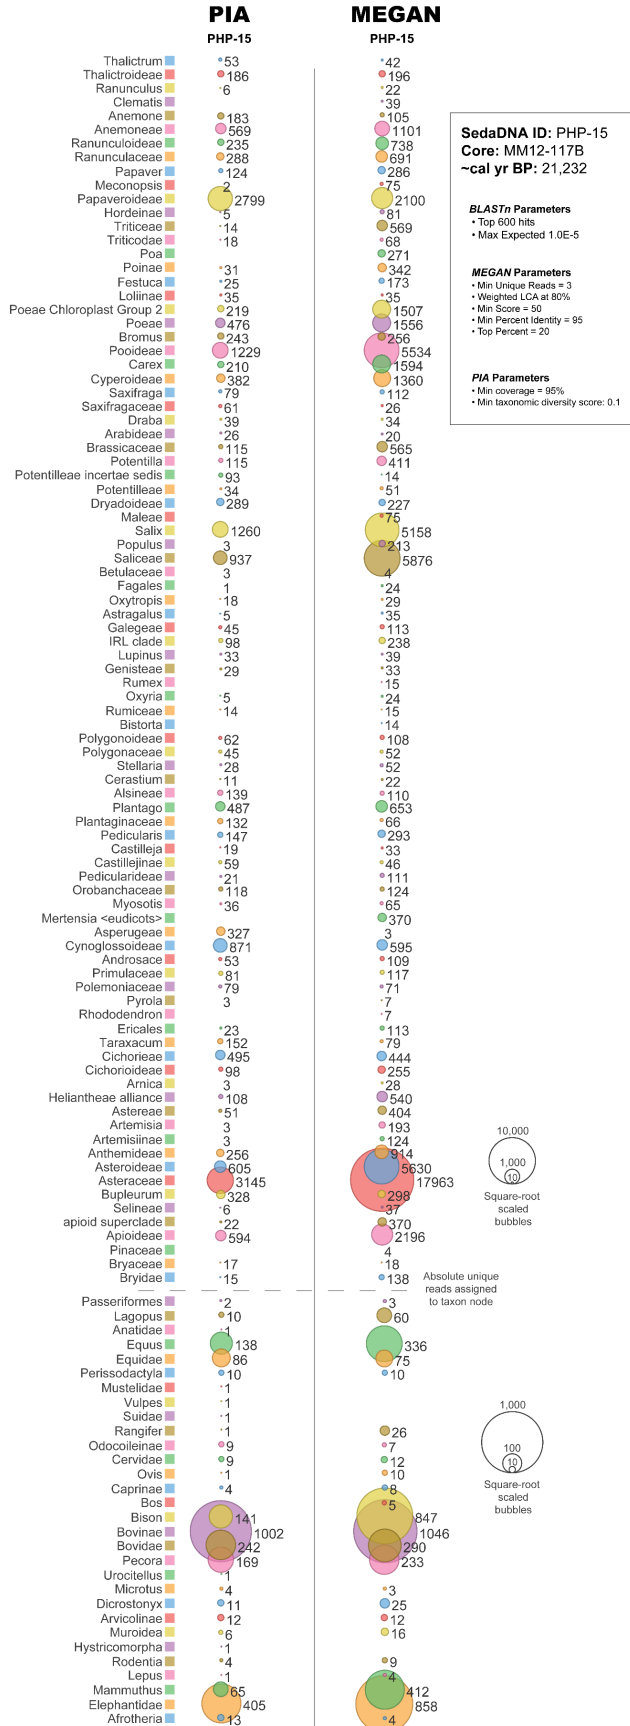 PIA MEGAN
PHP-15 PHP-15
Thalictrum 53 42
Thalictroideae 186 196
Ranunculus 6 22
Clematis 39
Anemone 183 105
Anemoneae 569 1101
Ranunculoideae 235 738
Ranunculaceae 288 691
Papaver 124 286
Meconopsis 2 75
Papaveroideae 2799 2100
Hordeinae 5 81
Triticeae 14 569
Triticodae 18 68
Poa 271
Poinae 31 342
Festuca 25 173
Loliinae 35 35
Poeae Chloroplast Group 2 219 1507
Poeae 476 1556
Bromus 243 256
Pooideae 1229 5534
Carex 210 1594
Cyperoideae 382 1360
Saxifraga 79 112
Saxifragaceae 61 26
Draba 39 34
Arabideae 26 20
Brassicaceae 115 565
Potentilla 115 411
Potentilleae incertae sedis 93 14
Potentilleae 34 51
Dryadoideae 289 227
Maleae 75
Salix 1260 5158
Populus 3 213
Saliceae 937 5876
Betulaceae 3 4
Fagales 1 24
Oxytropis 18 29
Astragalus 5 35
Galegeae 45 113
IRL clade 98 238
Lupinus 33 39
Genisteae 29 33
Rumex 15
Oxyria 5 24
Rumiceae 14 15
Bistorta 14
Polygonoideae 62 108
Polygonaceae 45 52
Stellaria 28 52
Cerastium 11 22
Alsineae 139 110
Plantago 487 653
Plantaginaceae 132 66
Pedicularis 147 293
Castilleja 19 33
Castillejinae 59 46
Pedicularideae 21 111
Orobanchaceae 118 124
Myosotis 36 65
Mertensia <eudicots> 370
Asperugeae 327 3
Cynoglossoideae 871 595
Androsace 53 109
Primulaceae 81 117
Polemoniaceae 79 71
Pyrola 3 7
Rhododendron 7
Ericales 23 113
Taraxacum 152 79
Cichorieae 495 444
Cichorioideae 98 255
Arnica 3 28
Heliantheae alliance 108 540
Astereae 51 404
Artemisia 3 193
Artemisiinae 3 124
Anthemideae 256 914
Asteroideae 605 5630
Asteraceae 3145 17963
Bupleurum 328 298
Selineae 6 37
apioid superclade 22 370
Apioideae 594 2196
Pinaceae 4
Bryaceae 17 18
Bryidae 15 138
Passeriformes 2 3
Lagopus 10 60
Anatidae 1
Equus 138 336
Equidae 86 75
Perissodactyla 10 10
Mustelidae 1
Vulpes 1
Suidae 1
Rangifer 1 26
Odocoileinae 9 7
Cervidae 9 12
Ovis 1 10
Caprinae 4 8
Bos 5
Bison 141 847
Bovinae 1002 1046
Bovidae 242 290
Pecora 169 233
Urocitellus 1
Microtus 4 3
Dicrostonyx 11 25
Arvicolinae 12 12
Muroidea 6 16
Hystricomorpha 1
Rodentia 4 9
Lepus 1 4
Mammuthus 65 412
Elephantidae 405 858
Afrotheria 13 4
SedaDNA ID: PHP-15
Core: MM12-117B
~cal yr BP: 21,232
BLASTn Parameters
• Top 600 hits
• Max Expected 1.0E-5
MEGAN Parameters
• Min Unique Reads = 3
• Weighted LCA at 80%
• Min Score = 50
• Min Percent Identity = 95
• Top Percent = 20
PIA Parameters
• Min coverage = 95%
• Min taxonomic diversity score: 0.1
10,000
1,000
10
Square-root
scaled
bubbles
Absolute unique
reads assigned
to taxon node
1,000
100
10
Square-root
scaled
bubbles